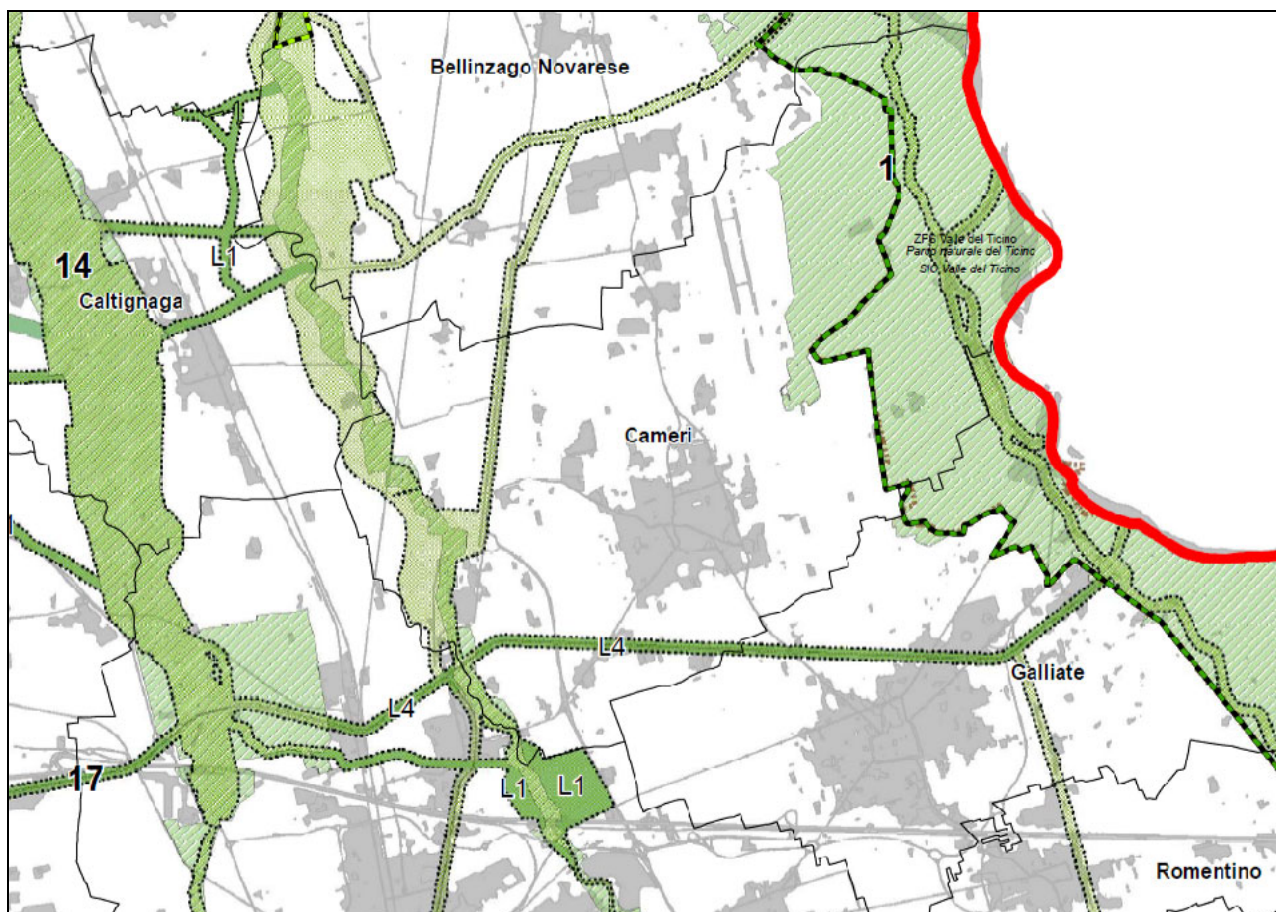 Bellinzago Novarese
1
ZPS Valle del Ticino
Parco naturale del Ticino
SIC Valle del Ticino
L1
14
Caltignaga
Cameri
L4
Galliate
L4
17
L1
L1
Romentino